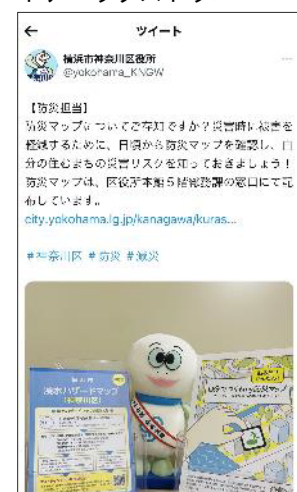 ツイート
横浜市神奈川区役所
@yokohama_KNGW
【防災担当】
防災マップについてご存知ですか？災害時に被害を
軽減するために、日頃から防災マップを確認し、自
分の住むまちの災害リスクを知っておきましょう！
防災マップは、区役所本館5階総務課の窓口にて配
布しています。
city.yokohama.lg.jp/kanagawa/kuras...
#神奈川区 #防災 #減災
浸水ハザードマップ
(神奈川区)